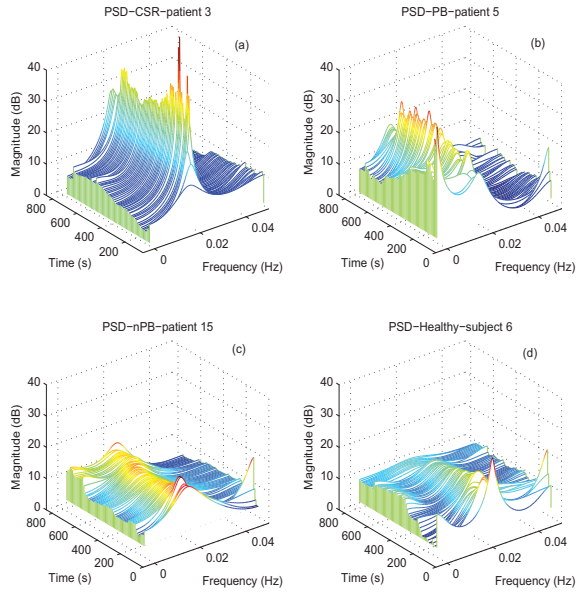 PSD−CSR−patient 3
(a)
40
30
20
10
0
Magnitude (dB)
800
600
400
200
Time (s)
0
0.02
0.04
Frequency (Hz)
PSD−PB−patient 5
(b)
40
30
20
10
0
Magnitude (dB)
800
600
400
200
Time (s)
0
0.02
0.04
Frequency (Hz)
PSD−nPB−patient 15
(c)
40
30
20
10
0
Magnitude (dB)
800
600
400
200
0
Time (s)
0
0.02
0.04
Frequency (Hz)
PSD−Healthy−subject 6
(d)
40
30
20
10
0
Magnitude (dB)
800
600
400
200
0
Time (s)
0
0.02
0.04
Frequency (Hz)